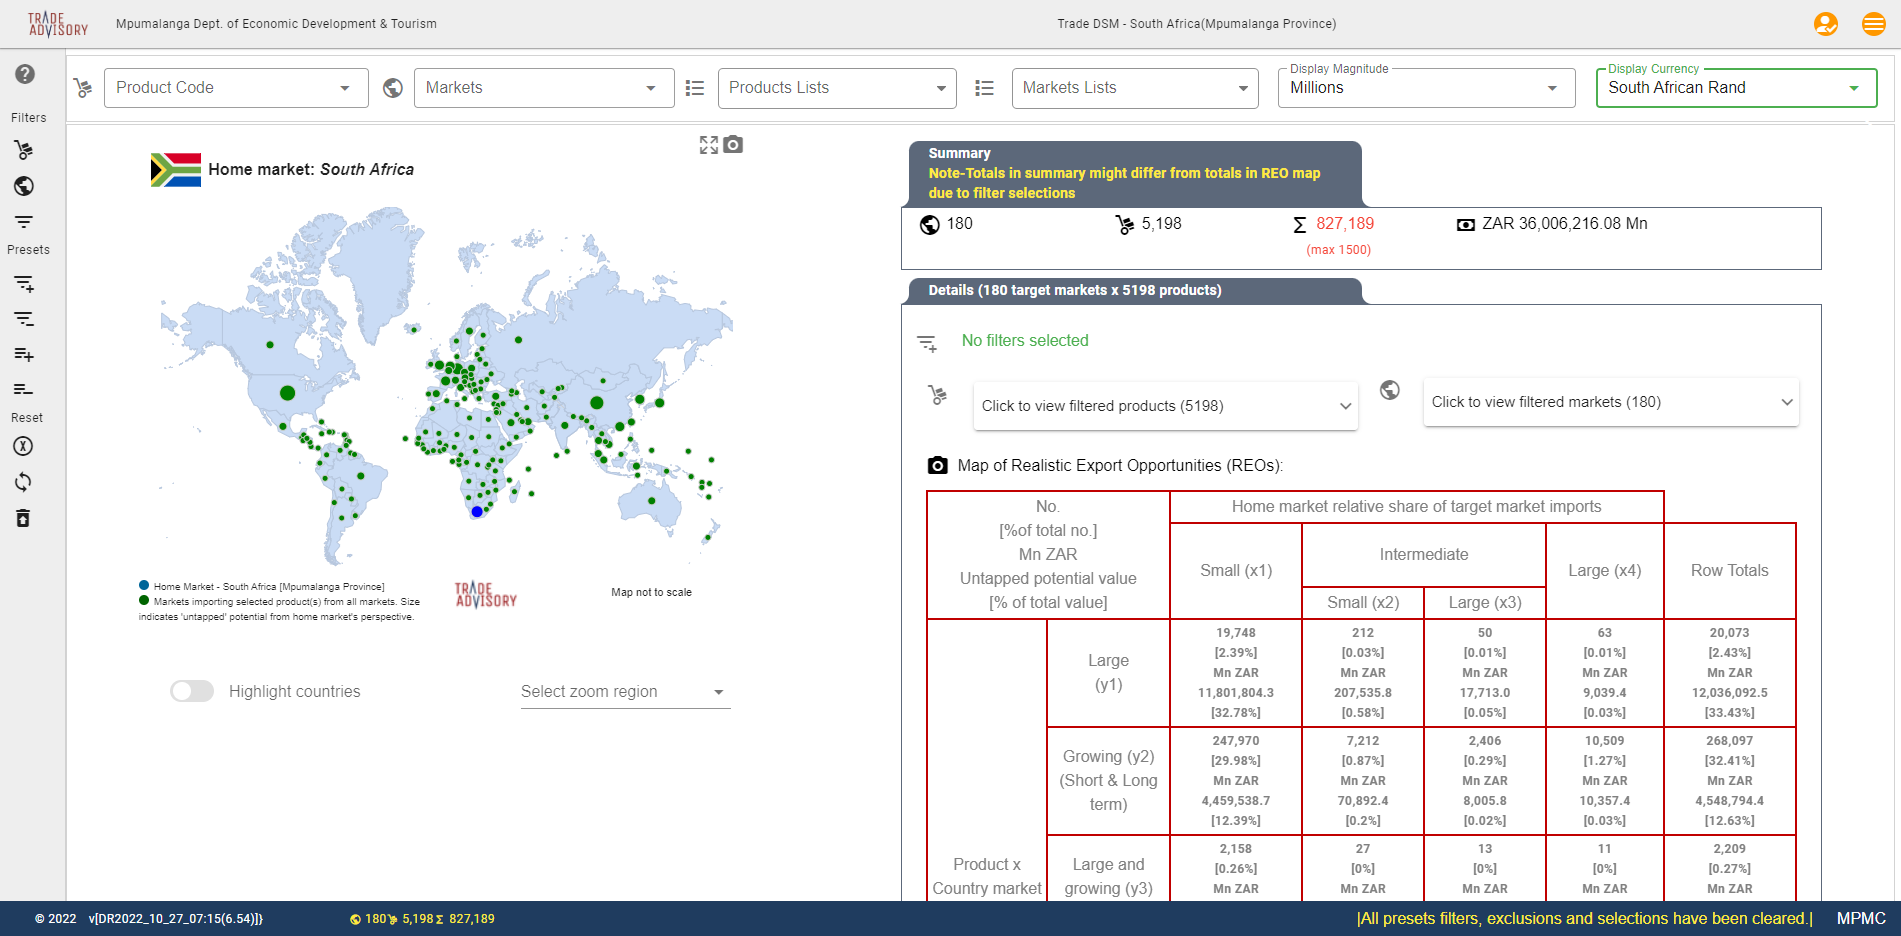 TRADE
ADVISORY
Mpumalanga Dept. of Economic Development & Tourism
Trade DSM - South Africa(Mpumalanga Province)
Filters
Presets
Reset
Product Code
Markets
Products Lists
Markets Lists
Display Magnitude
Millions
Display Currency
South African Rand
Home market: South Africa
Home Market - South Africa [Mpumalanga Province]
Markets importing selected product(s) from all markets. Size
indicates 'untapped' potential from home market's perspective.
TRADE
ADVISORY
Map not to scale
Highlight countries
Select zoom region
Summary
Note-Totals in summary might differ from totals in REO map
due to filter selections
180
5,198
Σ 827,189
(max 1500)
ZAR 36,006,216.08 Mn
Details (180 target markets x 5198 products)
No filters selected
Click to view filtered products (5198)
Click to view filtered markets (180)
Map of Realistic Export Opportunities (REOs):
No.
[%of total no.]
Mn ZAR
Untapped potential value
[% of total value]
Home market relative share of target market imports
Small (x1)
Intermediate
Small (x2)
Large (x3)
Large (x4)
Row Totals
Product x
Country market
Large
(y1)
19,748
[2.39%]
Mn ZAR
11,801,804.3
[32.78%]
212
[0.03%]
Mn ZAR
207,535.8
[0.58%]
50
[0.01%]
Mn ZAR
17,713.0
[0.05%]
63
[0.01%]
Mn ZAR
9,039.4
[0.03%]
20,073
[2.43%]
Mn ZAR
12,036,092.5
[33.43%]
Growing (y2)
(Short & Long
term)
247,970
[29.98%]
Mn ZAR
4,459,538.7
[12.39%]
7,212
[0.87%]
Mn ZAR
70,892.4
[0.2%]
2,406
[0.29%]
Mn ZAR
8,005.8
[0.02%]
10,509
[1.27%]
Mn ZAR
10,357.4
[0.03%]
268,097
[32.41%]
Mn ZAR
4,548,794.4
[12.63%]
Large and
growing (y3)
2,158
[0.26%]
Mn ZAR
27
[0%]
Mn ZAR
13
[0%]
Mn ZAR
11
[0%]
Mn ZAR
2,209
[0.27%]
Mn ZAR
© 2022 v[DR2022_10_27_07:15(6.54)]}
180 5,198 Σ 827,189
|All presets filters, exclusions and selections have been cleared.|
MPMC